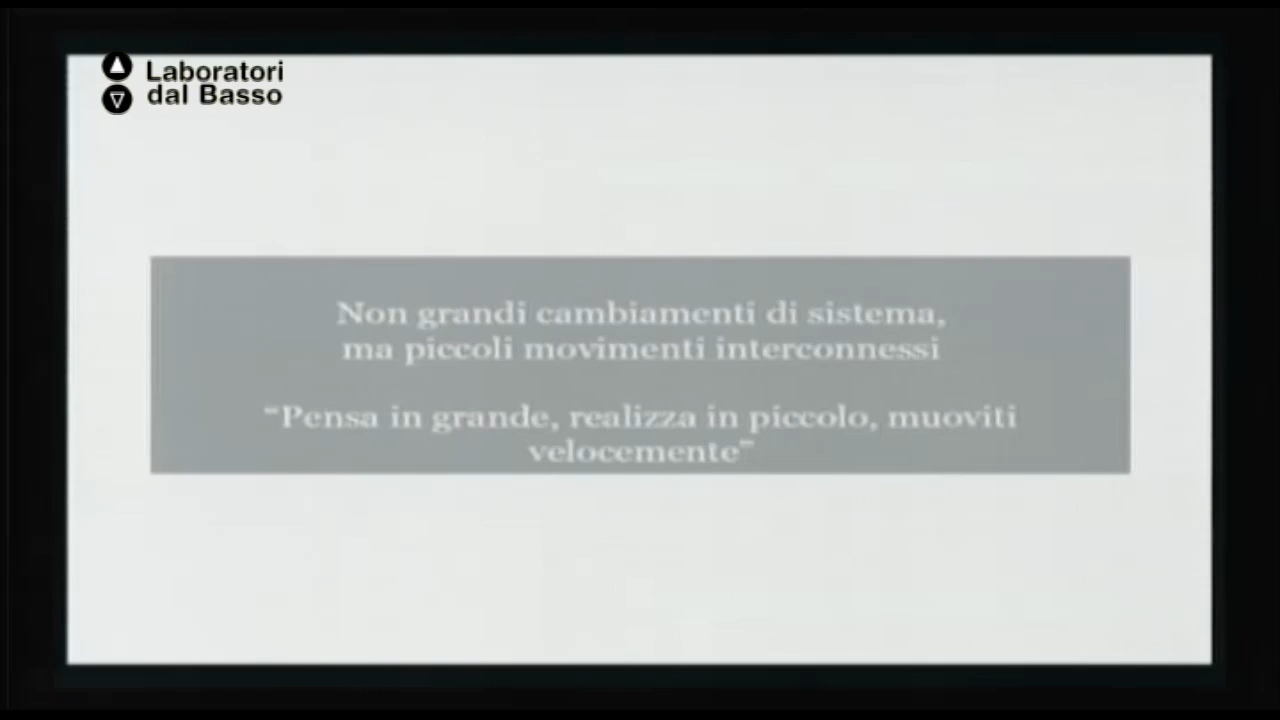 Laboratori
dal Basso
Non grandi cambiamenti di sistema,
ma piccoli movimenti interconnessi
“Pensa in grande, realizza in piccolo, muoviti
velocemente”